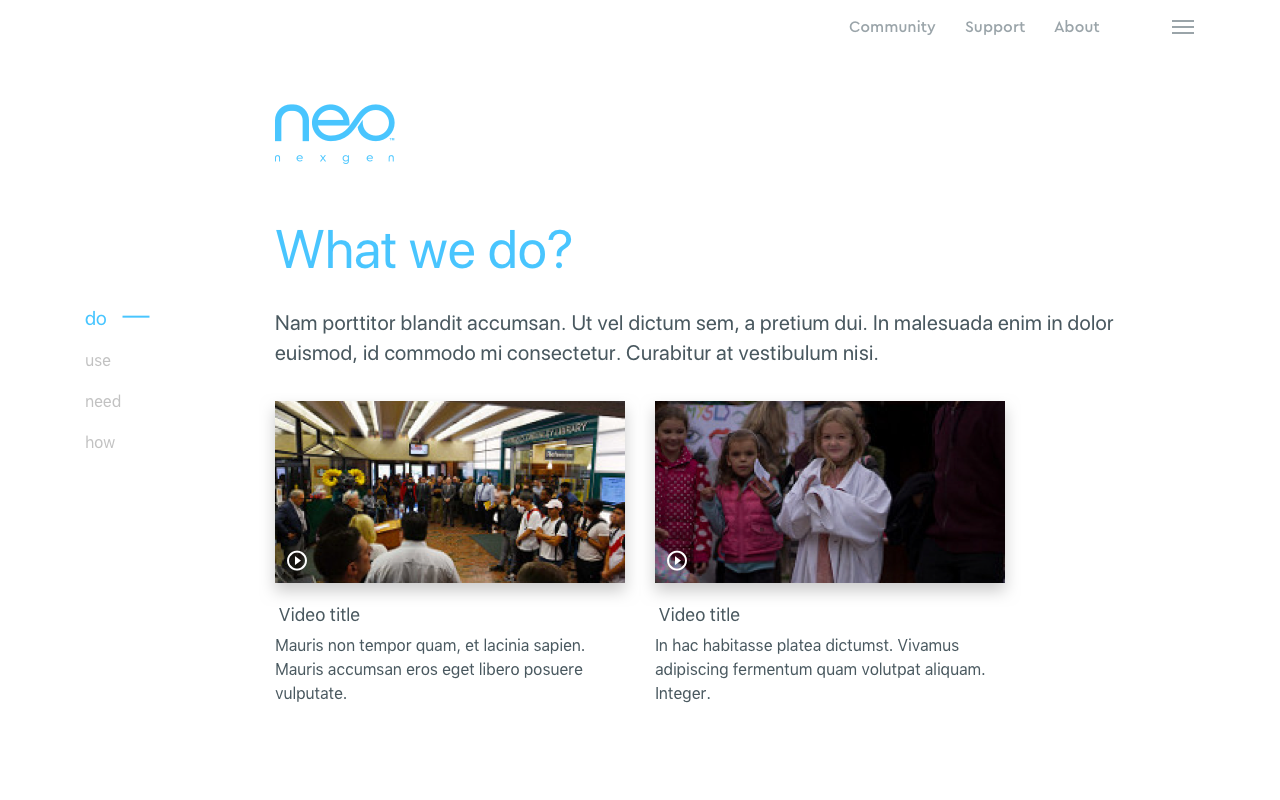 Community Support About
neo
nexgen
What we do?
do
use
need
how
Nam porttitor blandit accumsan. Ut vel dictum sem, a pretium dui. In malesuada enim in dolor
euismod, id commodo mi consectetur. Curabitur at vestibulum nisi.
LIBRARY
Video title
Mauris non tempor quam, et lacinia sapien.
Mauris accumsan eros eget libero posuere
vulputate.
Video title
In hac habitasse platea dictumst. Vivamus
adipiscing fermentum quam volutpat aliquam.
Integer.